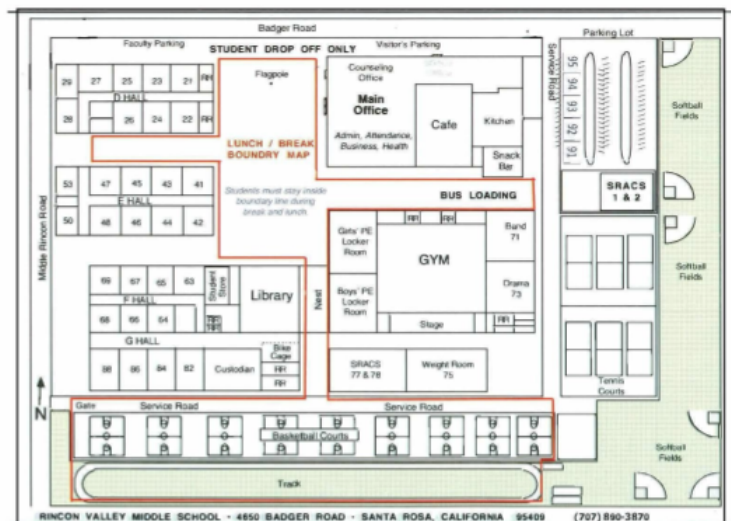 Badger Road
Faculty Parking
STUDENT DROP OFF ONLY
Visitor's Parking
Parking Lot
Service Road
29 27 25 23 21 RR
D HALL
28 26 24 22 RR
Flagpole
Counseling Office
Main Office
Admin, Attendance, Business, Health
Cafe
Kitchen
Snack Bar
95 94 93 92 91
Softball Fields
LUNCH / BREAK
BOUNDRY MAP
Students must stay inside
boundary line during
break and lunch.
BUS LOADING
SRACS
1 & 2
Middle Rincon Road
53 47 45 43 41
E HALL
50 48 46 44 42
Girls' PE Locker Room
RR RR
GYM
Band 71
Boys' PE Locker Room
Drama 73
Stage
RR
RR
Softball Fields
69 67 65 63
F HALL
68 66 64
Student Store
RR
Library
Nest
G HALL
88 86 84 82
Custodian
Bike Cage
RR
RR
SRACS
77 & 78
Weight Room
75
Tennis Courts
N
Gate
Service Road
Service Road
Basketball Courts
Track
Softball Fields
RINCON VALLEY MIDDLE SCHOOL - 4650 BADGER ROAD - SANTA ROSA, CALIFORNIA 95409 (707) 890-3870